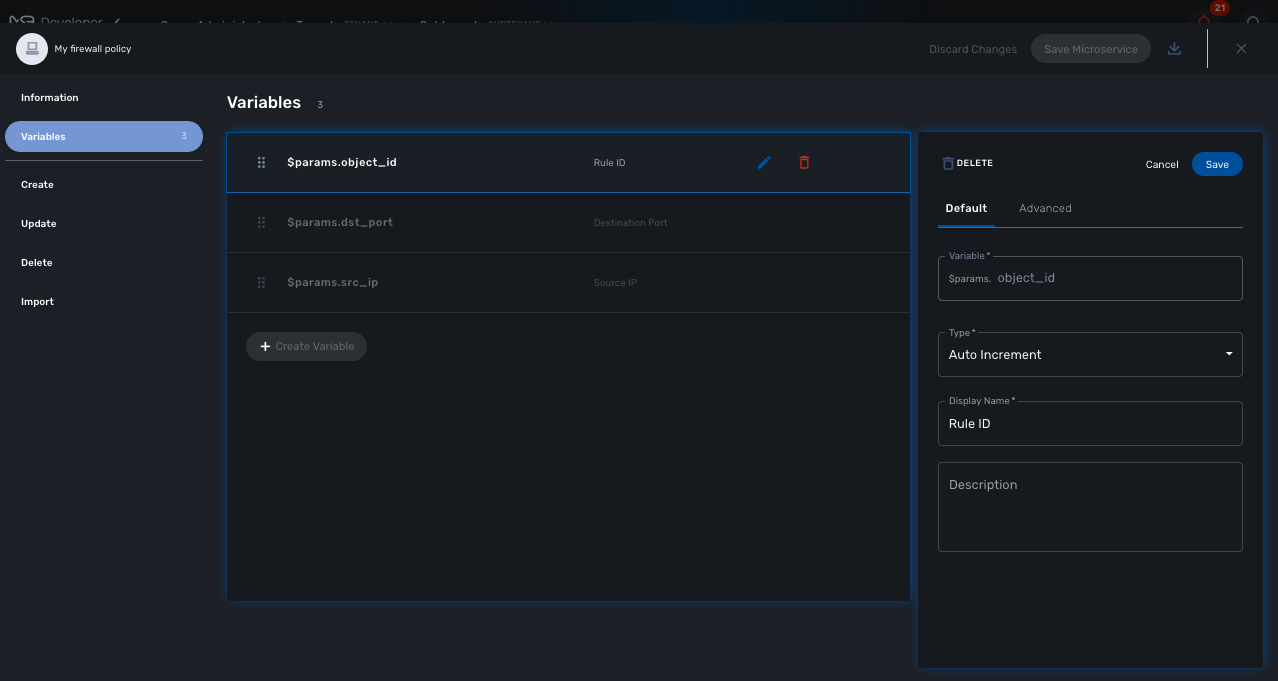 Developer
21
My firewall policy
Discard Changes
Save Microservice
Information
Variables 3
Create
Update
Delete
Import
Variables 3
$params.object_id Rule ID
$params.dst_port Destination Port
$params.src_ip Source IP
+ Create Variable
DELETE
Cancel
Save
Default
Advanced
Variable *
$params. object_id
Type *
Auto Increment
Display Name *
Rule ID
Description